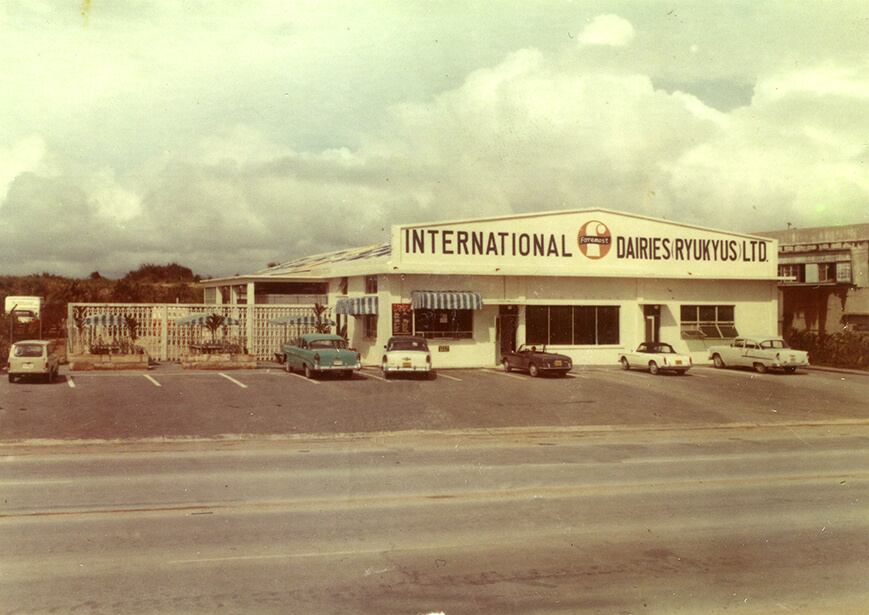 INTERNATIONAL Foremost DAIRIES (RYUKYUS) LTD.